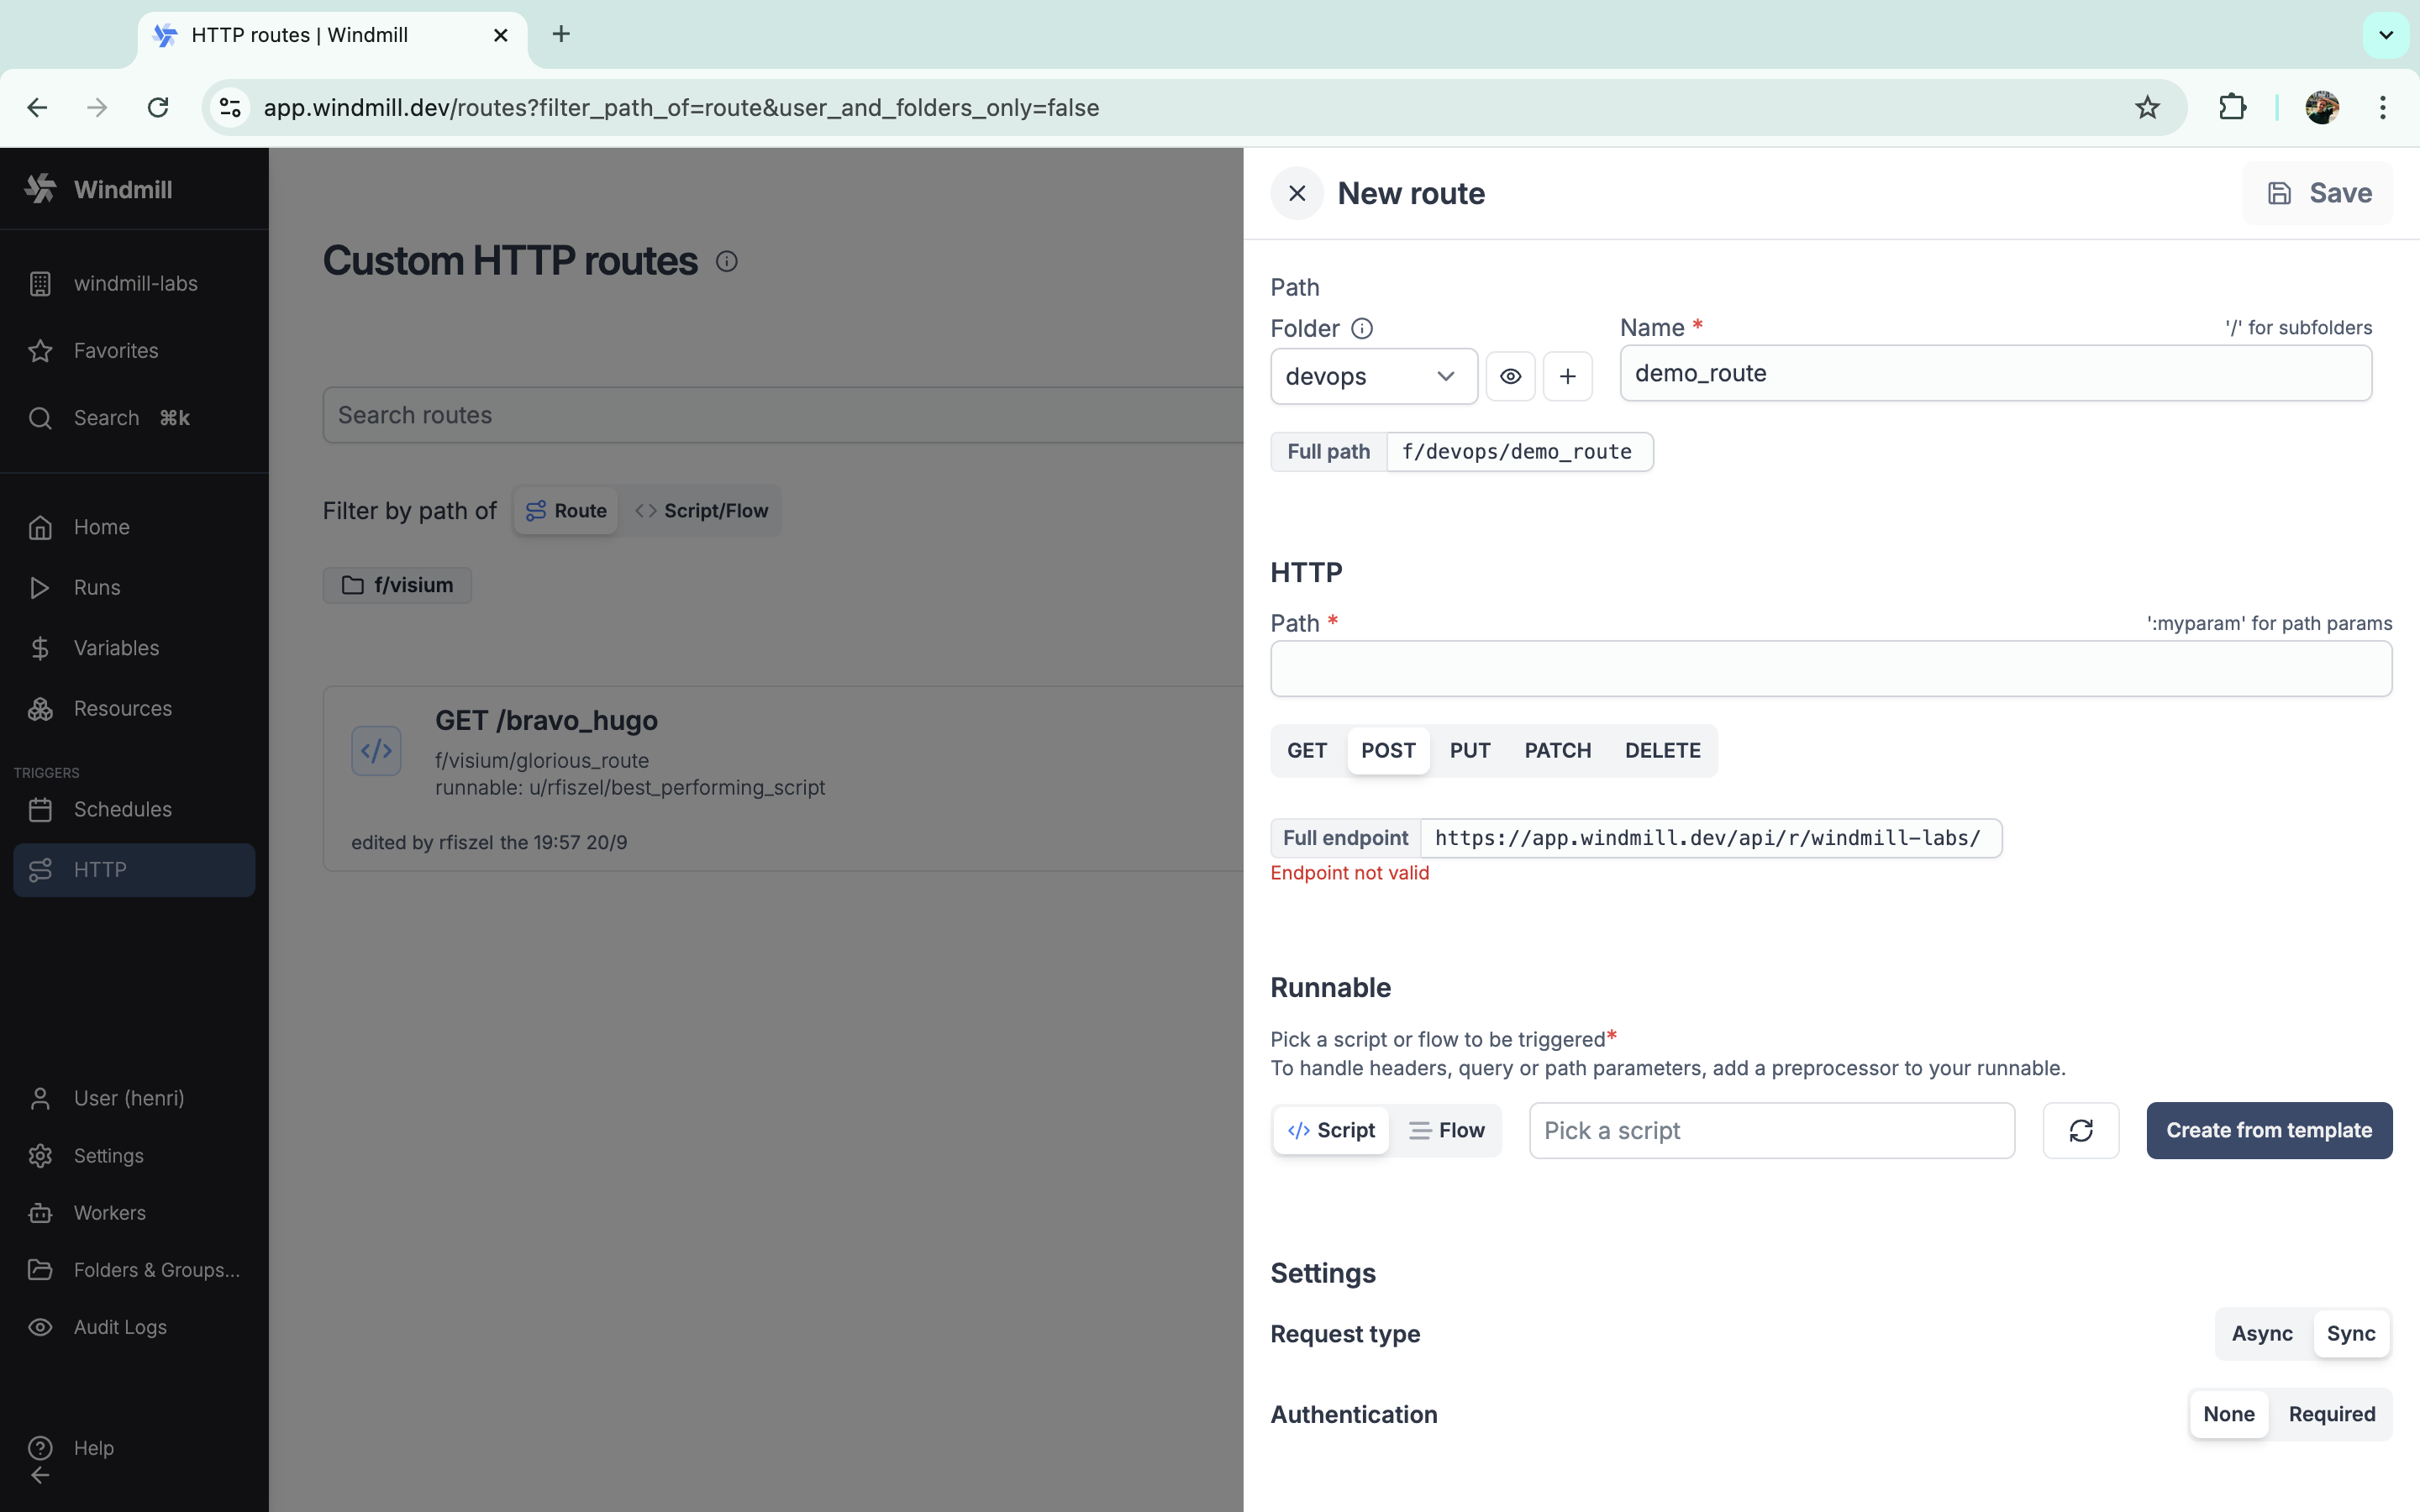 HTTP routes | Windmill
app.windmill.dev/routes?filter_path_of=route&user_and_folders_only=false
Windmill
windmill-labs
Favorites
Search ⌘k
Home
Runs
Variables
Resources
TRIGGERS
Schedules
HTTP
User (henri)
Settings
Workers
Folders & Groups...
Audit Logs
Help
Custom HTTP routes
Search routes
Filter by path of Route Script/Flow
f/visium
GET /bravo_hugo
f/visium/glorious_route
runnable: u/rfiszel/best_performing_script
edited by rfiszel the 19:57 20/9
New route
Save
Path
Folder
Name *
'/' for subfolders
devops
demo_route
Full path f/devops/demo_route
HTTP
Path *
':myparam' for path params
GET POST PUT PATCH DELETE
Full endpoint https://app.windmill.dev/api/r/windmill-labs/
Endpoint not valid
Runnable
Pick a script or flow to be triggered*
To handle headers, query or path parameters, add a preprocessor to your runnable.
Script Flow Pick a script Create from template
Settings
Request type Async Sync
Authentication None Required